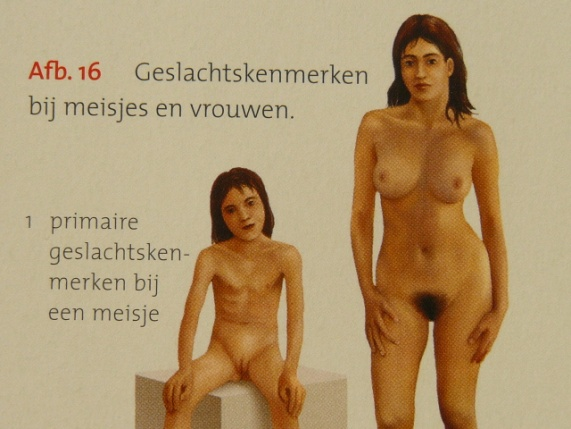 Afb. 16 Geslachtskenmerken
bij meisjes en vrouwen.
1 primaire
geslachtsken-
merken bij
een meisje